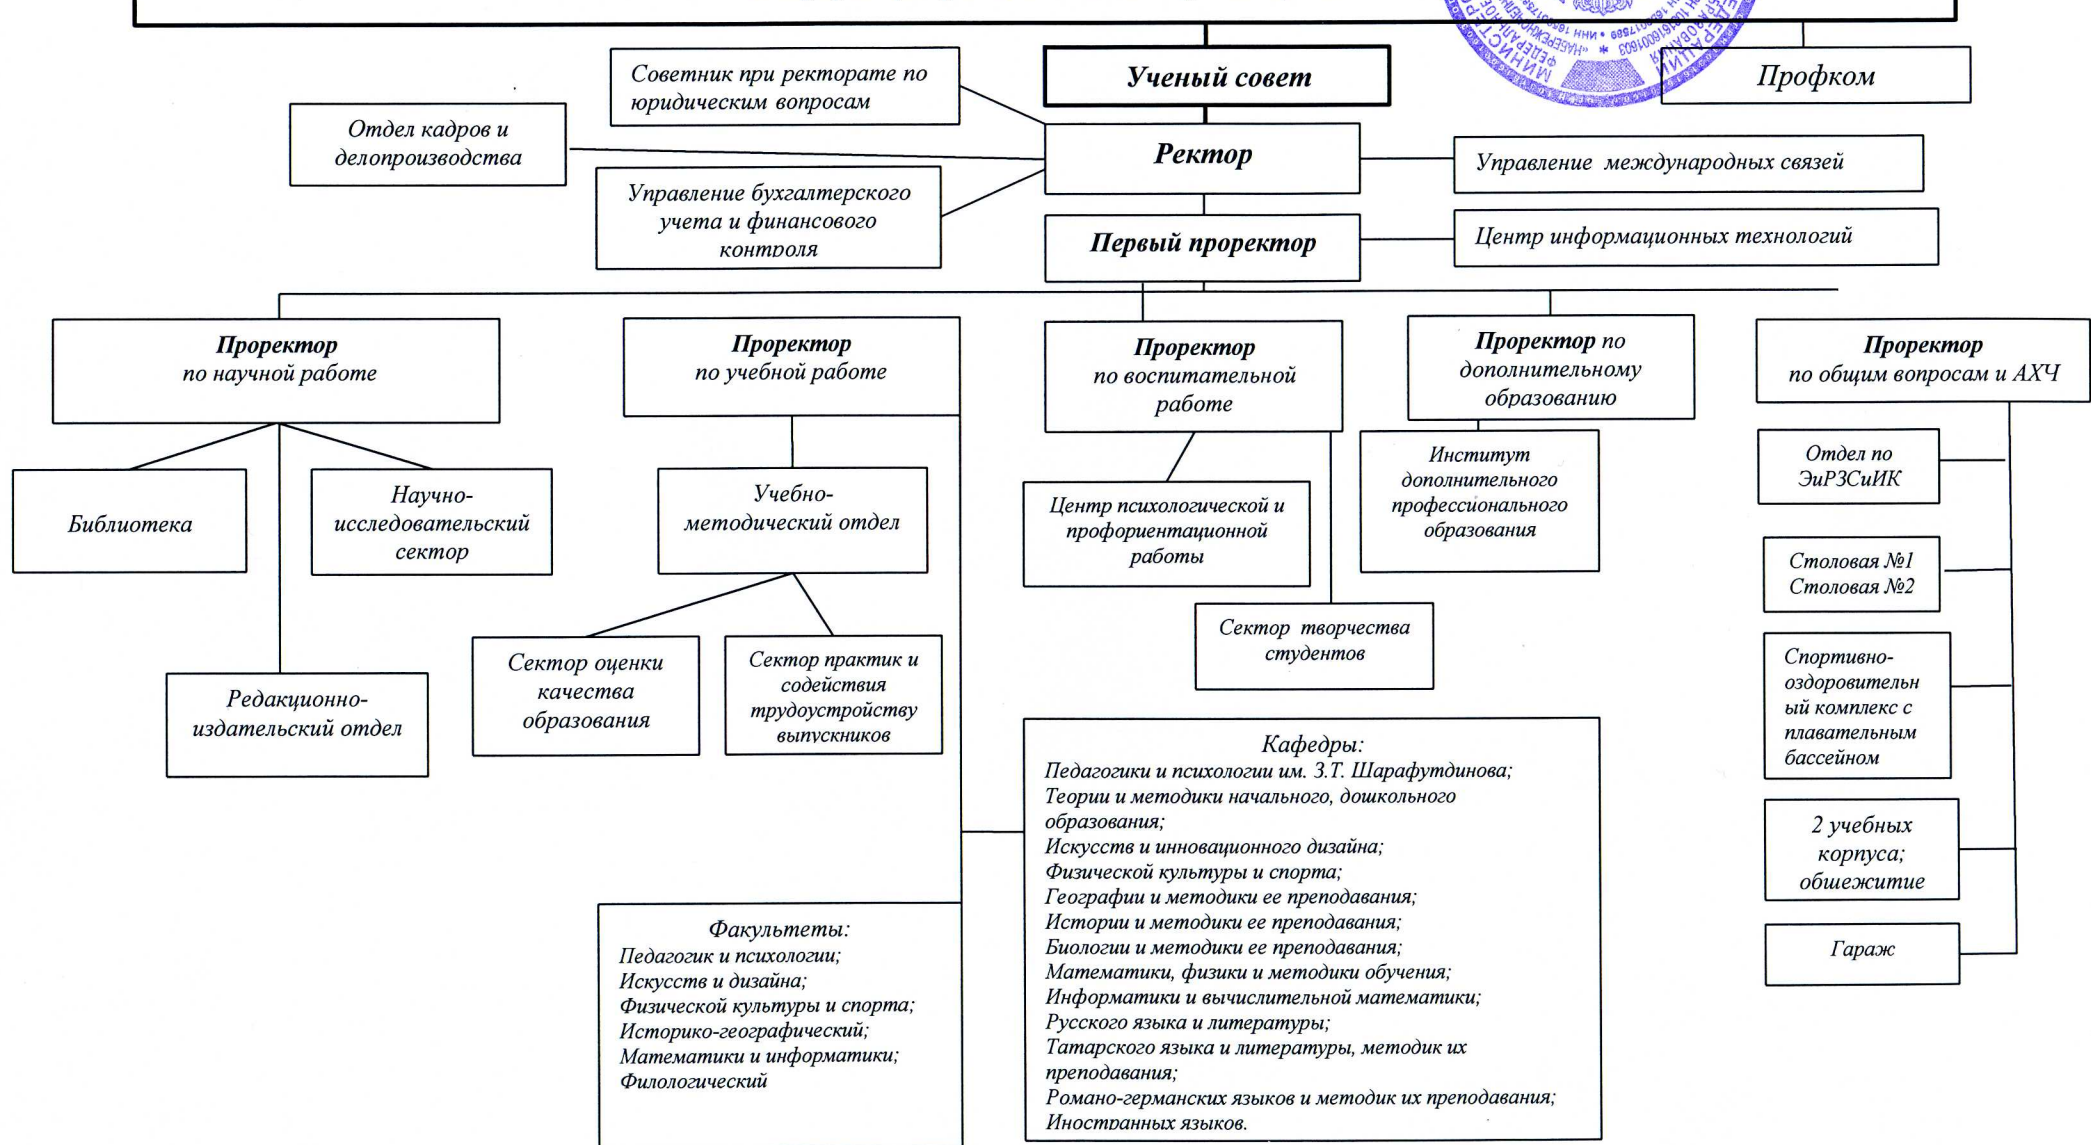 Советник при ректорате по
юридическим вопросам
Ученый совет
Профком
Отдел кадров и
делопроизводства
Ректор
Управление международных связей
Управление бухгалтерского
учета и финансового
контроля
Первый проректор
Центр информационных технологий
Проректор
по научной работе
Проректор
по учебной работе
Проректор
по воспитательной
работе
Проректор по
дополнительному
образованию
Проректор
по общим вопросам и АХЧ
Библиотека
Научно-
исследовательский
сектор
Редакционно-
издательский отдел
Учебно-
методический отдел
Сектор оценки
качества
образования
Сектор практик и
содействия
трудоустройству
выпускников
Центр психологической и
профориентационной
работы
Сектор творчества
студентов
Институт
дополнительного
профессионального
образования
Отдел по
ЭиРЗСиИК
Столовая №1
Столовая №2
Спортивно-
оздоровительн
ый комплекс с
плавательным
бассейном
2 учебных
корпуса;
общежитие
Гараж
Факультеты:
Педагогик и психологии;
Искусств и дизайна;
Физической культуры и спорта;
Историко-географический;
Математики и информатики;
Филологический
Кафедры:
Педагогики и психологии им. З.Т. Шарафутдинова;
Теории и методики начального, дошкольного
образования;
Искусств и инновационного дизайна;
Физической культуры и спорта;
Географии и методики ее преподавания;
Истории и методики ее преподавания;
Биологии и методики ее преподавания;
Математики, физики и методики обучения;
Информатики и вычислительной математики;
Русского языка и литературы;
Татарского языка и литературы, методик их
преподавания;
Романо-германских языков и методик их преподавания;
Иностранных языков.